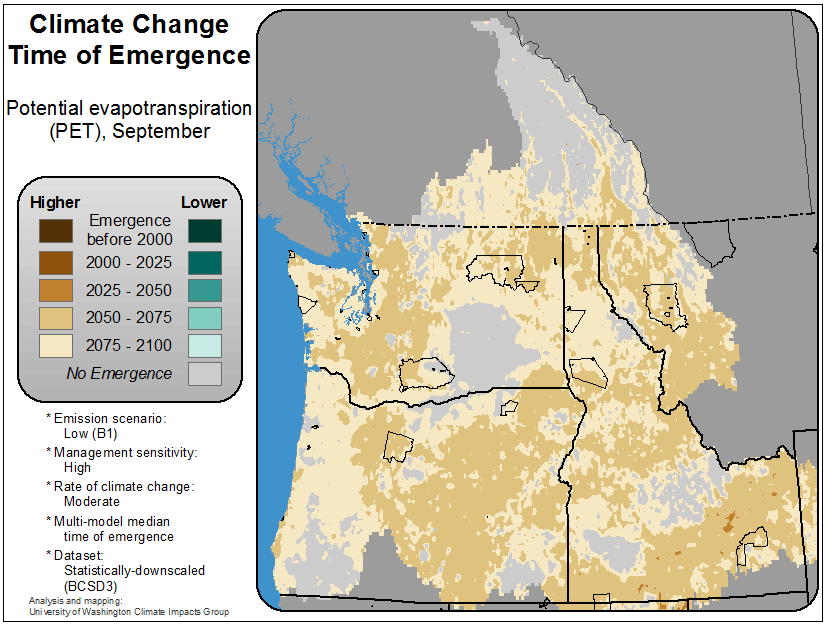 Climate Change
Time of Emergence
Potential evapotranspiration
(PET), September
Higher Lower
Emergence
before 2000
2000 - 2025
2025 - 2050
2050 - 2075
2075 - 2100
No Emergence
* Emission scenario:
Low (B1)
* Management sensitivity:
High
* Rate of climate change:
Moderate
* Multi-model median
time of emergence
* Dataset:
Statistically-downscaled
(BCSD3)
Analysis and mapping:
University of Washington Climate Impacts Group